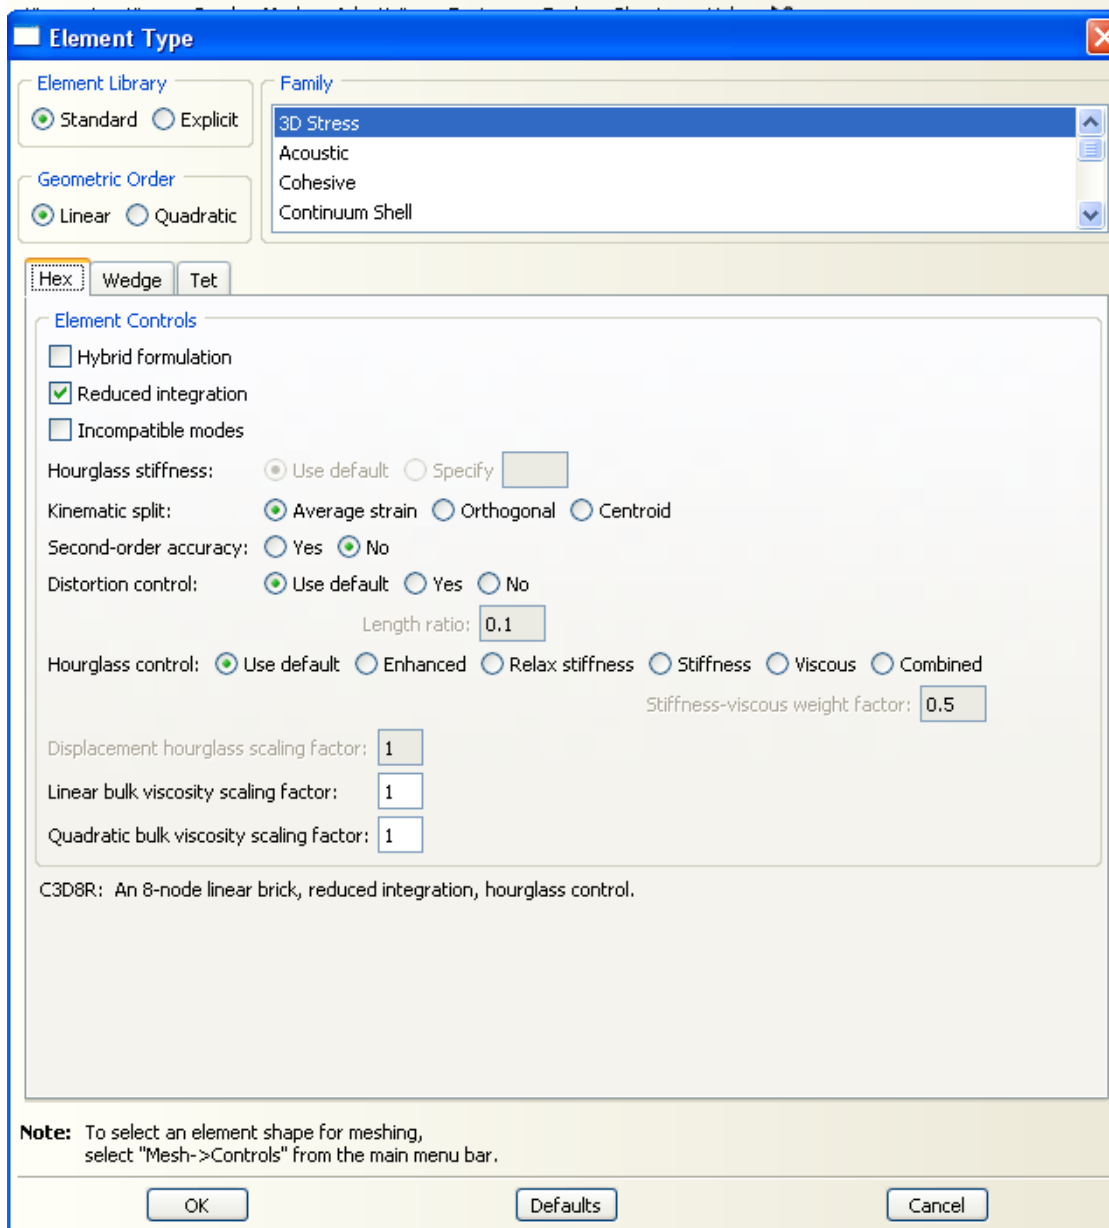 Element Type
Element Library
Family
Standard Explicit
3D Stress
Acoustic
Cohesive
Continuum Shell
Geometric Order
Linear Quadratic
Hex Wedge Tet
Element Controls
Hybrid formulation
Reduced integration
Incompatible modes
Hourglass stiffness: Use default Specify
Kinematic split: Average strain Orthogonal Centroid
Second-order accuracy: Yes No
Distortion control: Use default Yes No
Length ratio: 0.1
Hourglass control: Use default Enhanced Relax stiffness Stiffness Viscous Combined
Stiffness-viscous weight factor: 0.5
Displacement hourglass scaling factor: 1
Linear bulk viscosity scaling factor: 1
Quadratic bulk viscosity scaling factor: 1
C3D8R: An 8-node linear brick, reduced integration, hourglass control.
Note: To select an element shape for meshing,
select "Mesh->Controls" from the main menu bar.
OK Defaults Cancel